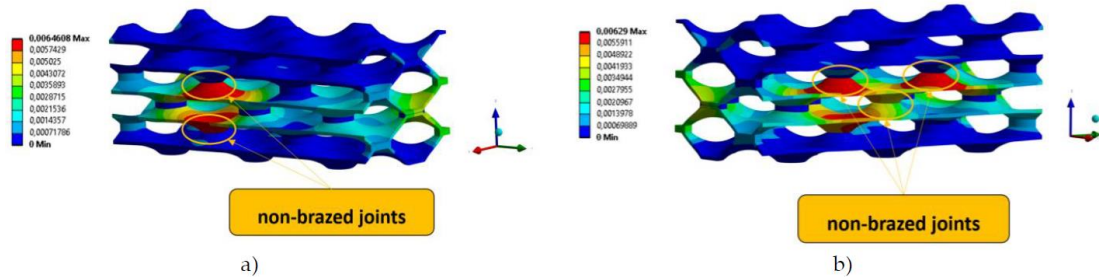 0,0064608 Max
0,0057429
0,005025
0,0043072
0,0035893
0,0028715
0,0021536
0,0014357
0,00071786
0 Min
non-brazed joints
a)
0,00629 Max
0,0055911
0,0048922
0,0041933
0,0034944
0,0027955
0,0020967
0,0013978
0,00069889
0 Min
non-brazed joints
b)